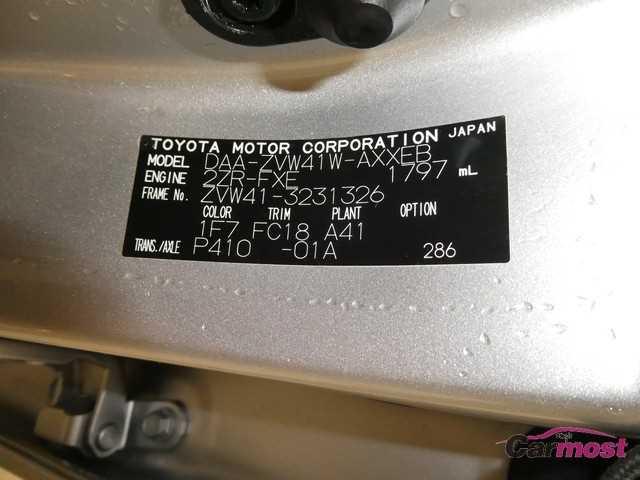 TOYOTA MOTOR CORPORATION JAPAN
MODEL DAA-ZVW41W-AXXEB
ENGINE 2ZR-FXE 1797 mL
FRAME No. ZVW41-3231326
COLOR TRIM PLANT OPTION
1F7 FC18 A41
TRANS./AXLE P410 -01A 286
Carmost